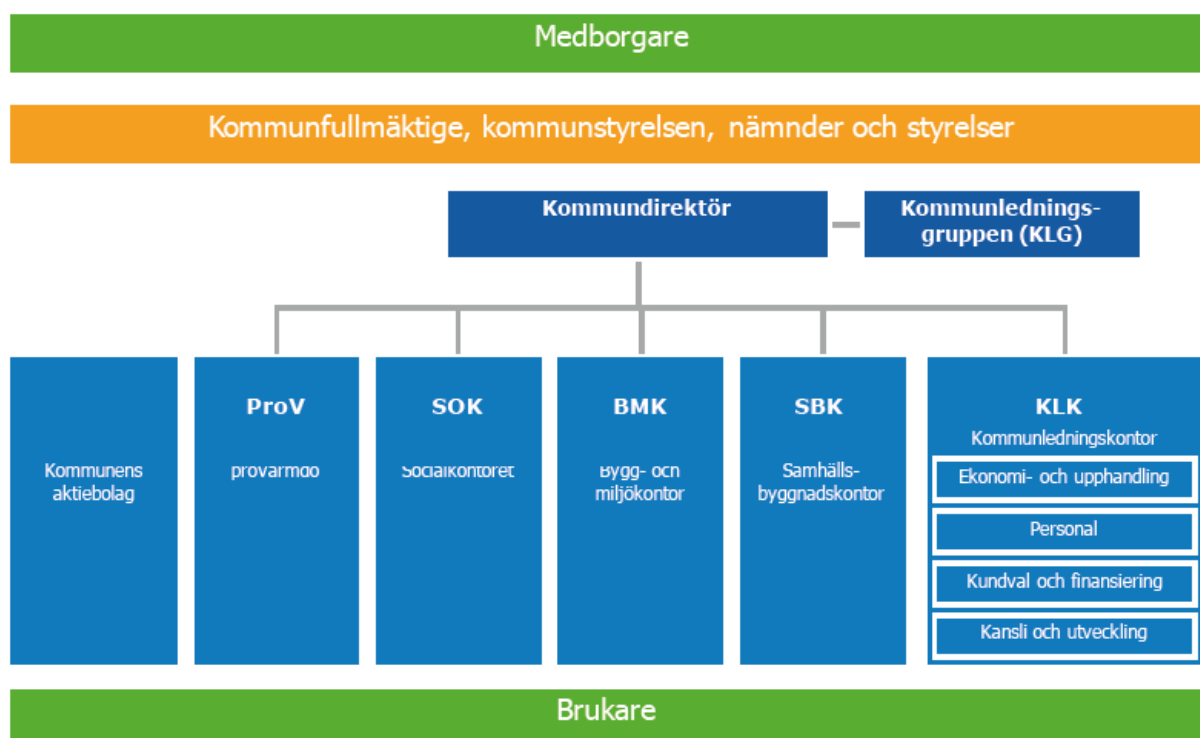 Medborgare
Kommunfullmäktige, kommunstyrelsen, nämnder och styrelser
Kommundirektör
Kommunlednings-
gruppen (KLG)
Kommunens
aktiebolag
ProV
provärmdö
SOK
Socialkontoret
BMK
Bygg- och
miljökontor
SBK
Samhälls-
byggnadskontor
KLK
Kommunledningskontor
Ekonomi- och upphandling
Personal
Kundval och finansiering
Kansli och utveckling
Brukare